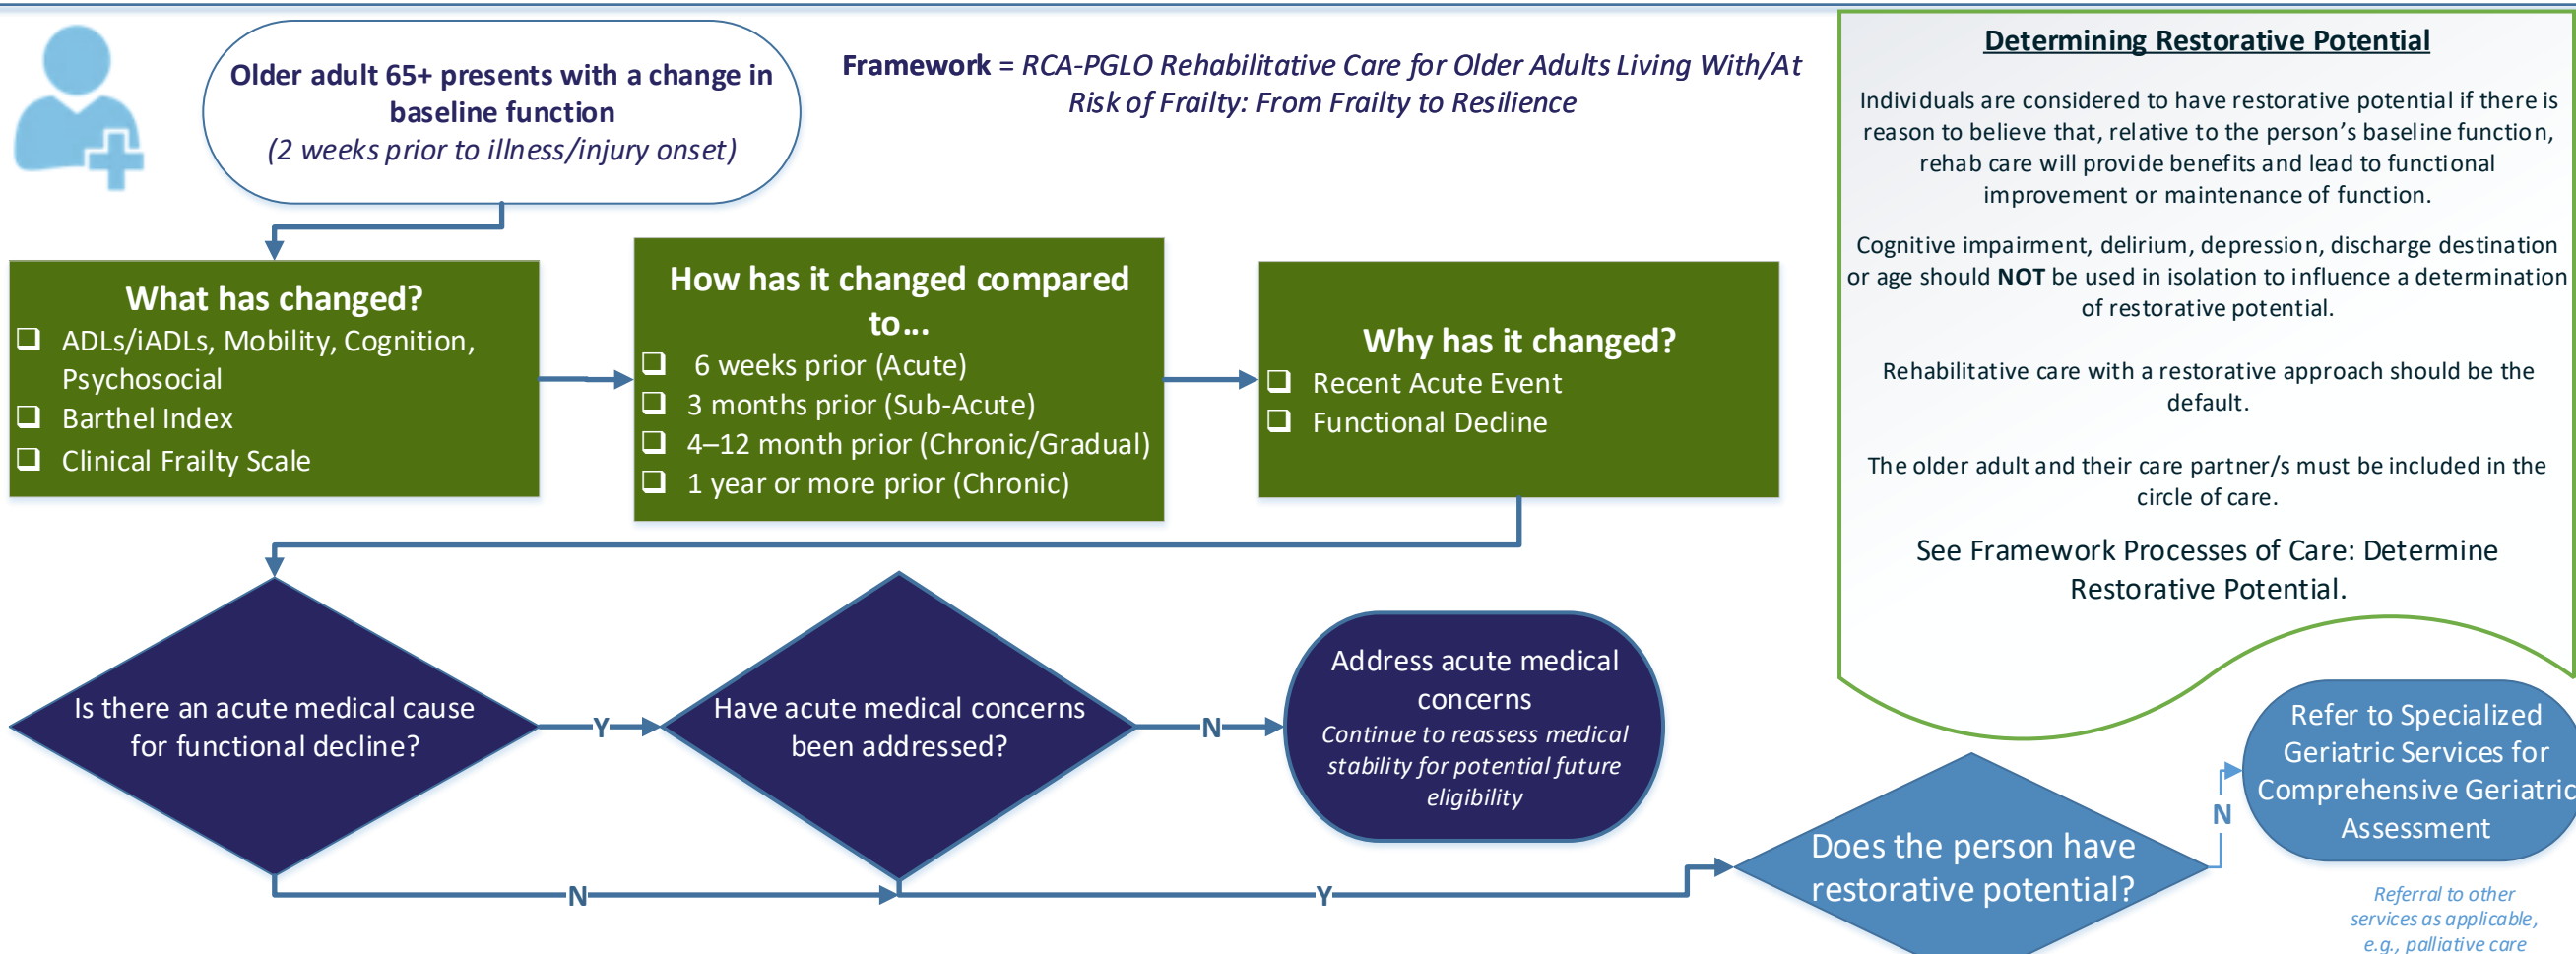 Older adult 65+ presents with a change in
baseline function
(2 weeks prior to illness/injury onset)
Framework = RCA-PGLO Rehabilitative Care for Older Adults Living With/At
Risk of Frailty: From Frailty to Resilience
What has changed?
❑ ADLs/iADLs, Mobility, Cognition,
Psychosocial
❑ Barthel Index
❑ Clinical Frailty Scale
How has it changed compared
to...
❑ 6 weeks prior (Acute)
❑ 3 months prior (Sub-Acute)
❑ 4–12 month prior (Chronic/Gradual)
❑ 1 year or more prior (Chronic)
Why has it changed?
❑ Recent Acute Event
❑ Functional Decline
Determining Restorative Potential
Individuals are considered to have restorative potential if there is
reason to believe that, relative to the person's baseline function,
rehab care will provide benefits and lead to functional
improvement or maintenance of function.
Cognitive impairment, delirium, depression, discharge destination
or age should NOT be used in isolation to influence a determination
of restorative potential.
Rehabilitative care with a restorative approach should be the
default.
The older adult and their care partner/s must be included in the
circle of care.
See Framework Processes of Care: Determine
Restorative Potential.
Is there an acute medical cause
for functional decline?
Y
N
Have acute medical concerns
been addressed?
N
Y
Address acute medical
concerns
Continue to reassess medical
stability for potential future
eligibility
Does the person have
restorative potential?
N
Refer to Specialized
Geriatric Services for
Comprehensive Geriatric
Assessment
Referral to other
services as applicable,
e.g., palliative care